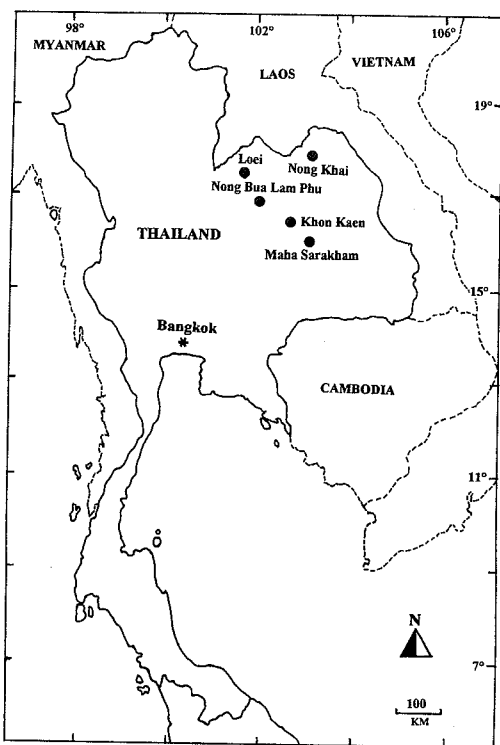 98° 102° 106°
MYANMAR
LAOS
VIETNAM
19°
Loei
Nong Khai
Nong Bua Lam Phu
Khon Kaen
THAILAND
Maha Sarakham
15°
Bangkok
*
CAMBODIA
11°
N
7°
100
KM